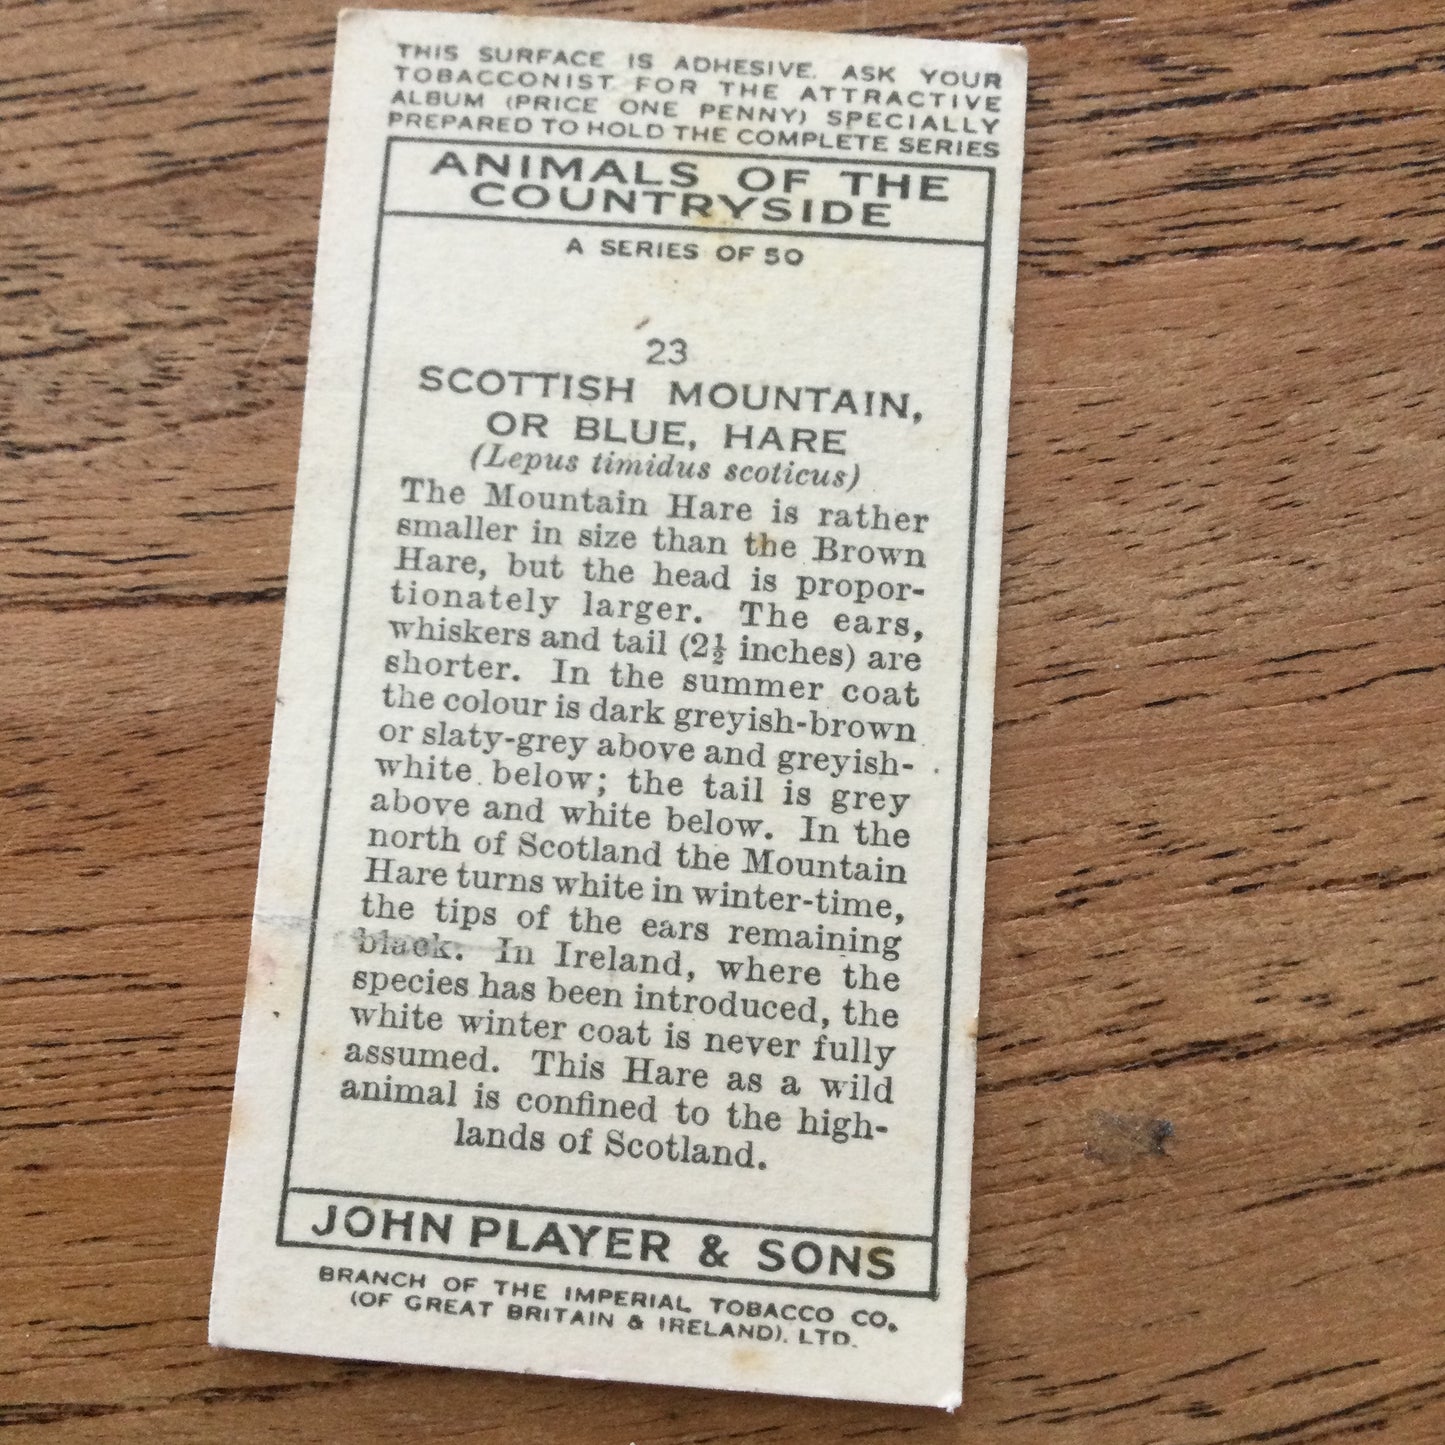 THIS SURFACE IS ADHESIVE. ASK YOUR
TOBACCONIST FOR THE ATTRACTIVE
ALBUM (PRICE ONE PENNY) SPECIALLY
PREPARED TO HOLD THE COMPLETE SERIES
ANIMALS OF THE
COUNTRYSIDE
A SERIES OF 50
23
SCOTTISH MOUNTAIN,
OR BLUE, HARE
(Lepus timidus scoticus)
The Mountain Hare is rather
smaller in size than the Brown
Hare, but the head is propor-
tionately larger. The ears,
whiskers and tail (2½ inches) are
shorter. In the summer coat
the colour is dark greyish-brown
or slaty-grey above and greyish-
white below; the tail is grey
above and white below. In the
north of Scotland the Mountain
Hare turns white in winter-time,
the tips of the ears remaining
black. In Ireland, where the
species has been introduced, the
white winter coat is never fully
assumed. This Hare as a wild
animal is confined to the high-
lands of Scotland.
JOHN PLAYER & SONS
BRANCH OF THE IMPERIAL TOBACCO CO.
(OF GREAT BRITAIN & IRELAND), LTD.